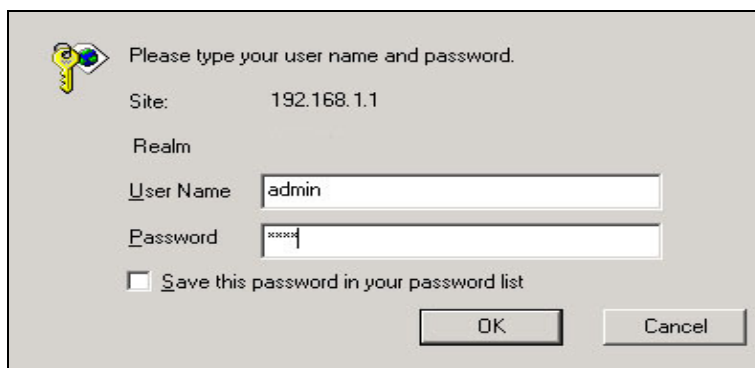 Please type your user name and password.
Site: 192.168.1.1
Realm
User Name admin
Password ****
Save this password in your password list
OK Cancel